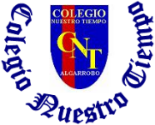 COLEGIO
NUESTRO TIEMPO
CNT
ALGARROBO
Colegio Nuestro Tiempo